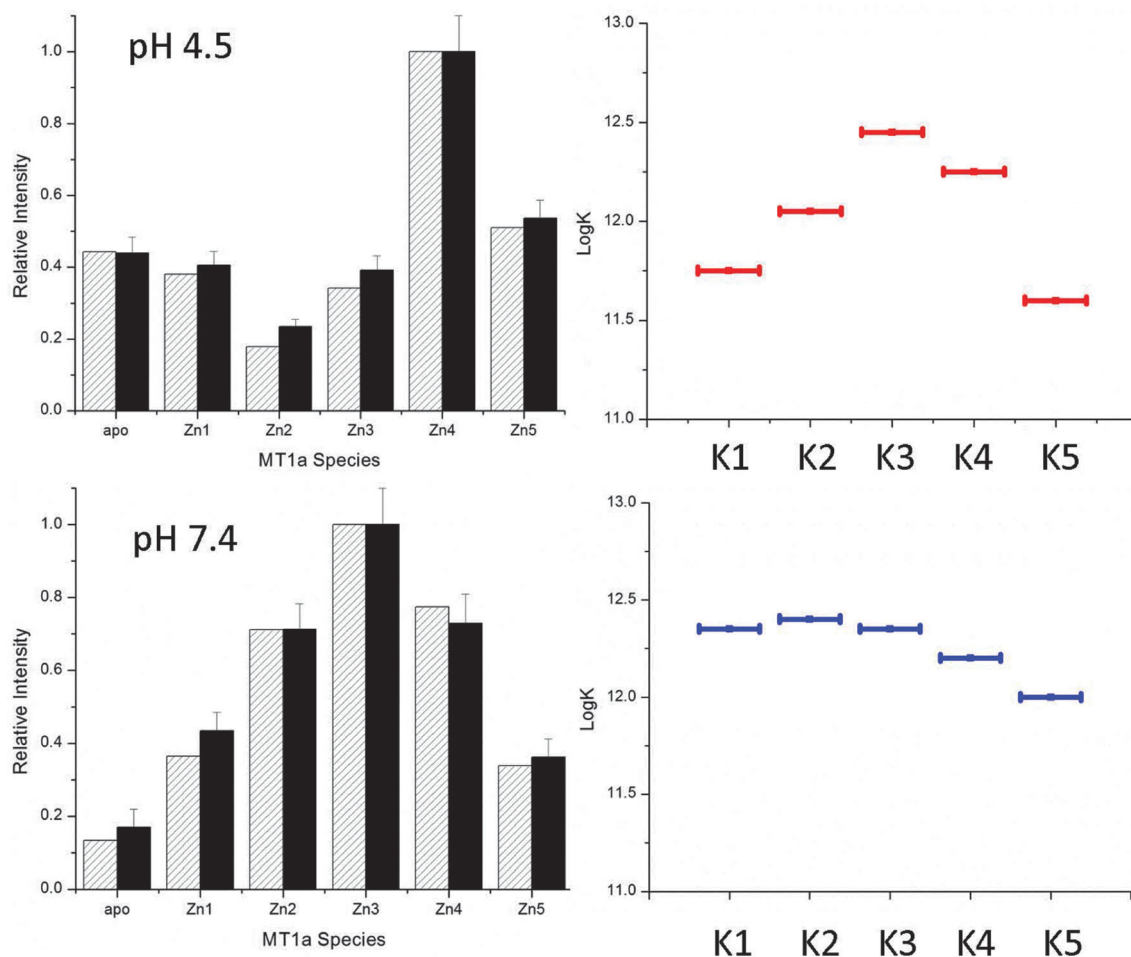 pH 4.5
1.0
0.8
0.6
0.4
0.2
0.0
Relative Intensity
apo Zn1 Zn2 Zn3 Zn4 Zn5
MT1a Species
13.0
12.5
12.0
11.5
11.0
LogK
K1 K2 K3 K4 K5
pH 7.4
1.0
0.8
0.6
0.4
0.2
0.0
Relative Intensity
apo Zn1 Zn2 Zn3 Zn4 Zn5
MT1a Species
13.0
12.5
12.0
11.5
11.0
LogK
K1 K2 K3 K4 K5